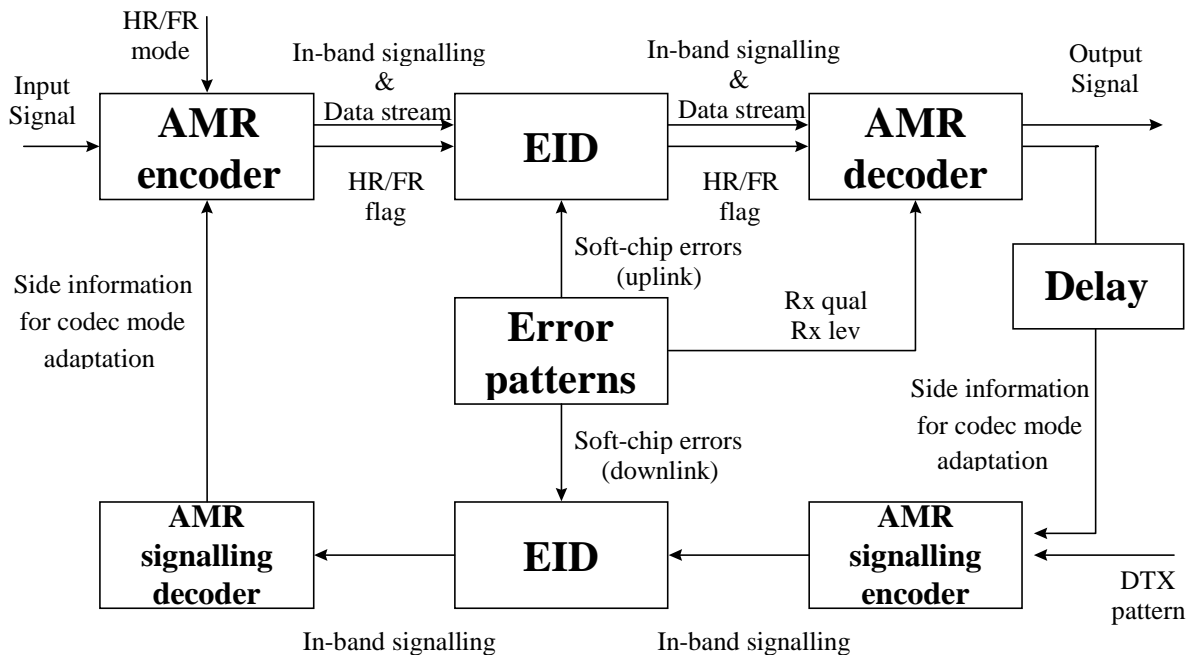 HR/FR
mode
In-band signalling
&
Data stream
In-band signalling
&
Data stream
Output
Signal
Input
Signal
AMR
encoder
EID
AMR
decoder
HR/FR
flag
HR/FR
flag
Soft-chip errors
(uplink)
Side information
for codec mode
adaptation
Delay
Rx qual
Rx lev
Error
patterns
Side information
for codec mode
adaptation
Soft-chip errors
(downlink)
AMR
signalling
decoder
EID
AMR
signalling
encoder
DTX
pattern
In-band signalling
In-band signalling